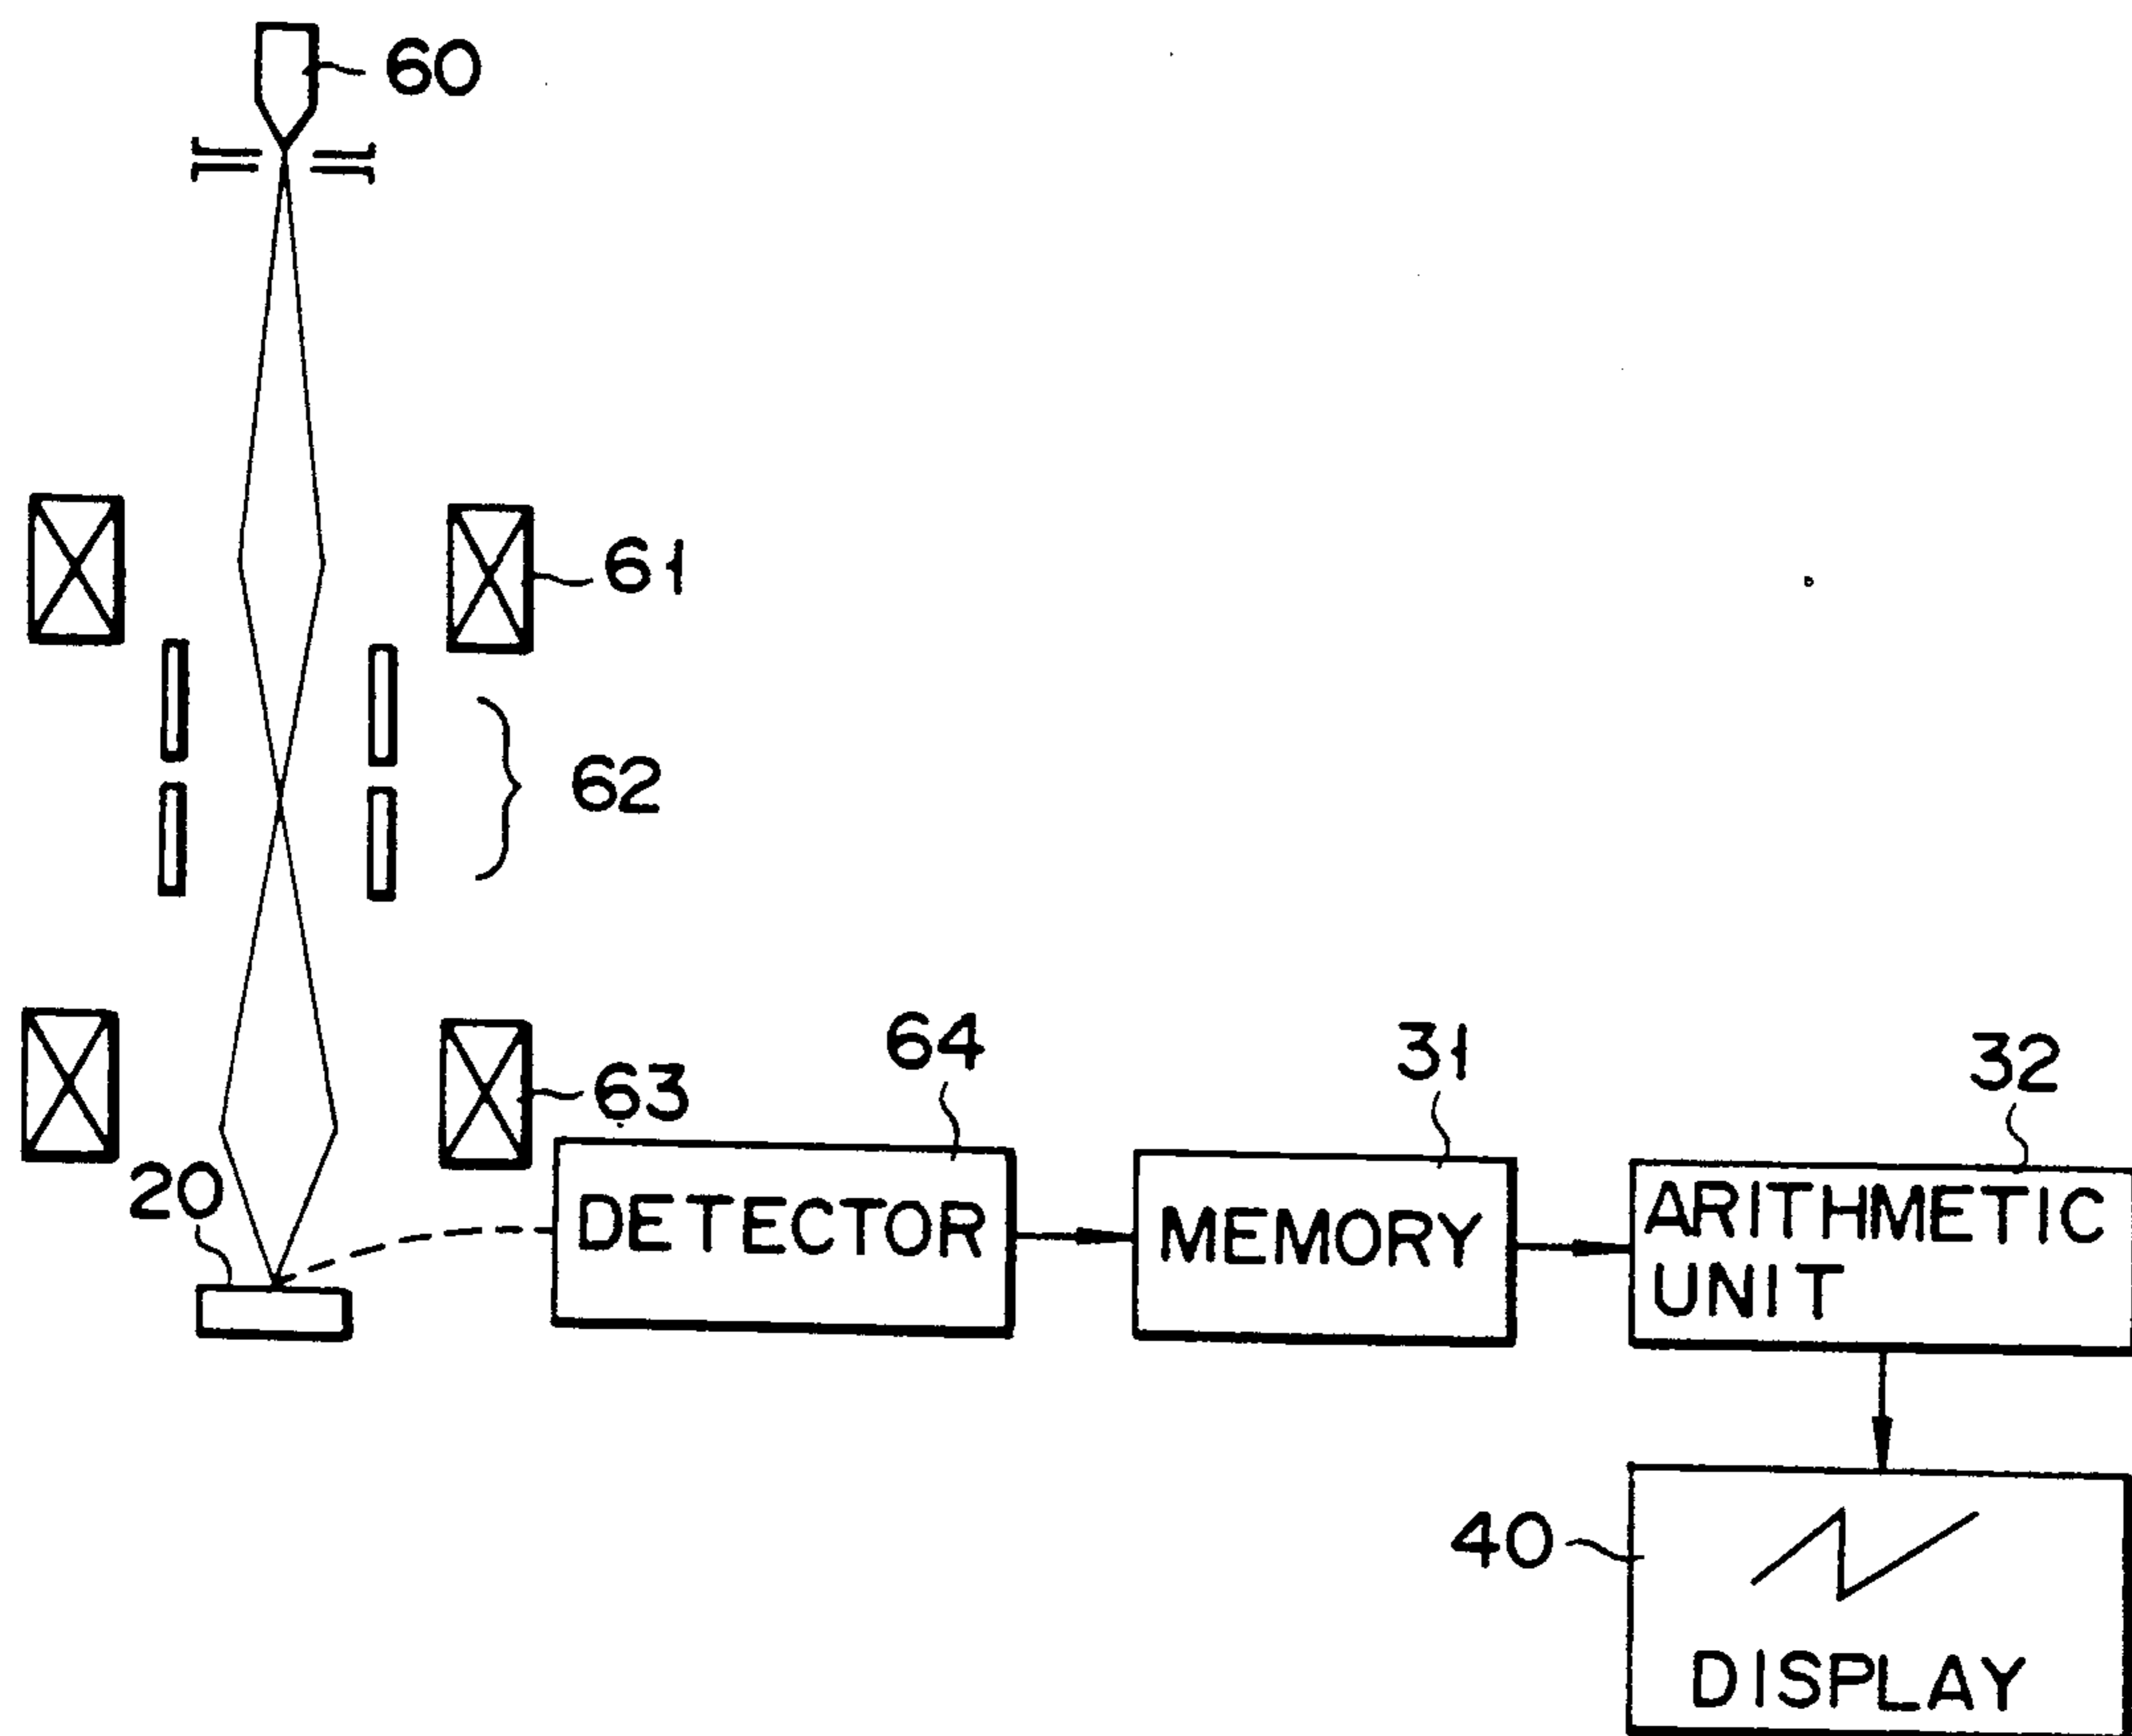 60
61
62
63
64
31
32
20
DETECTOR
MEMORY
ARITHMETIC
UNIT
40
DISPLAY